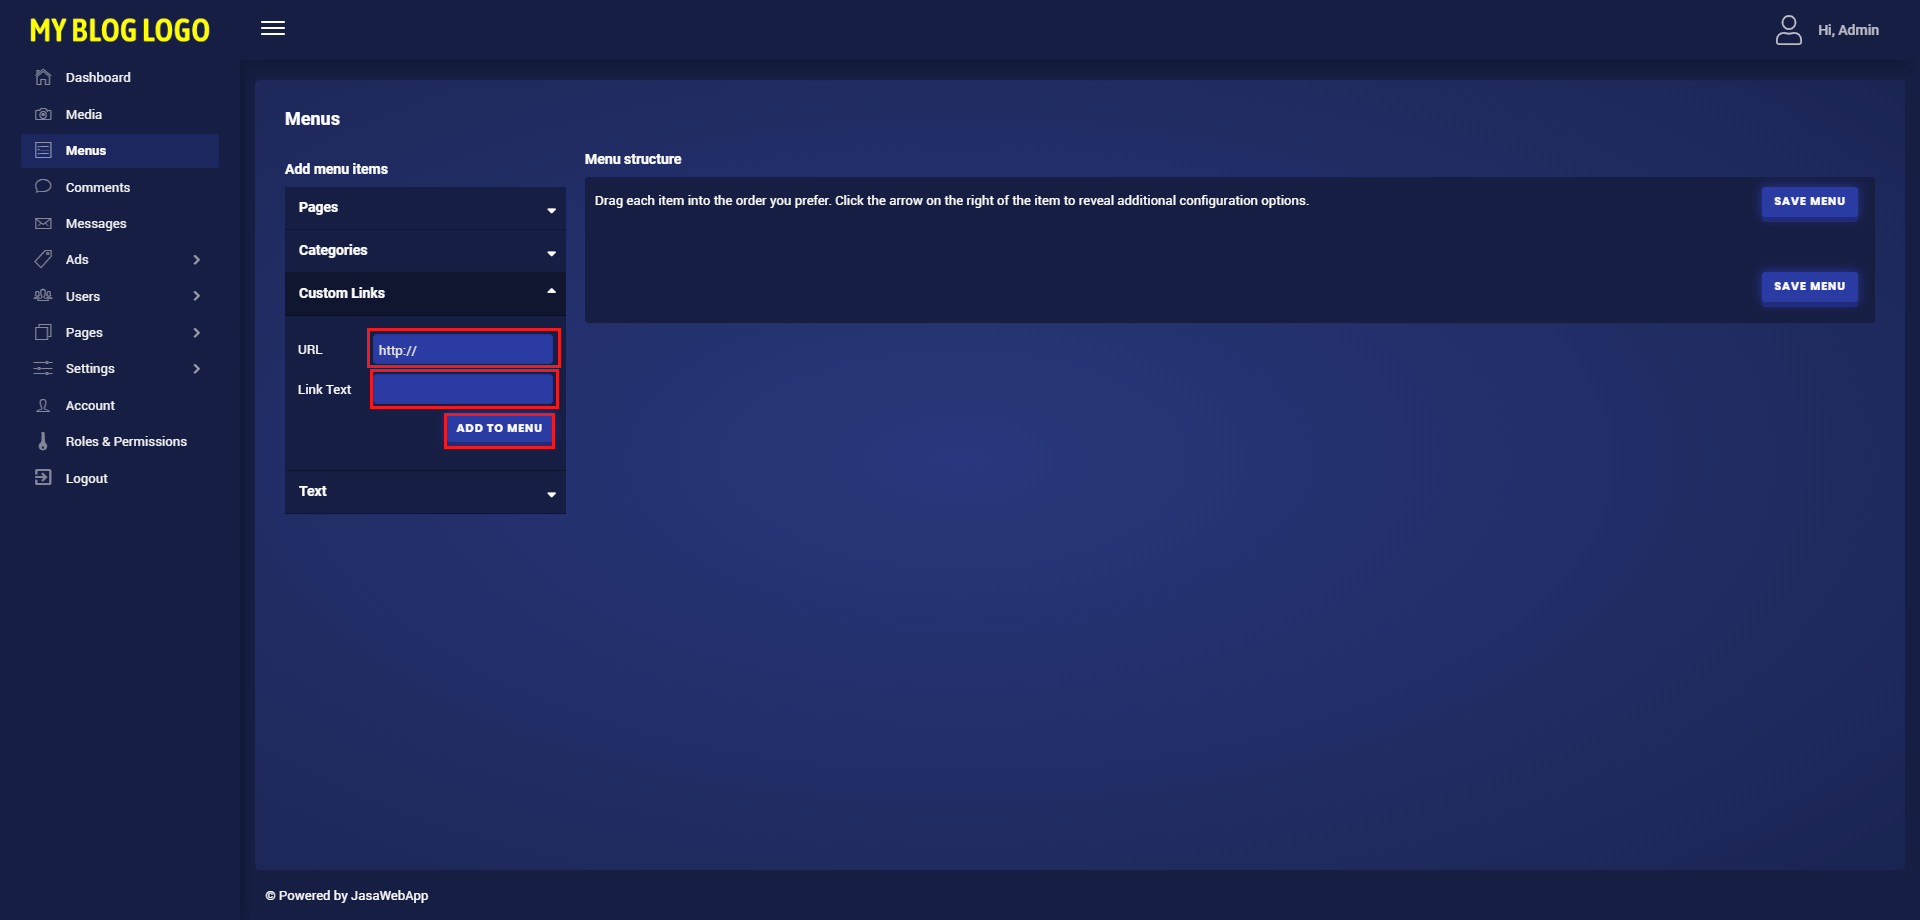 MY BLOG LOGO
Hi, Admin
Dashboard
Media
Menus
Comments
Messages
Ads
Users
Pages
Settings
Account
Roles & Permissions
Logout
Menus
Add menu items
Pages
Categories
Custom Links
URL
http://
Link Text
ADD TO MENU
Text
Menu structure
Drag each item into the order you prefer. Click the arrow on the right of the item to reveal additional configuration options.
SAVE MENU
SAVE MENU
© Powered by JasaWebApp